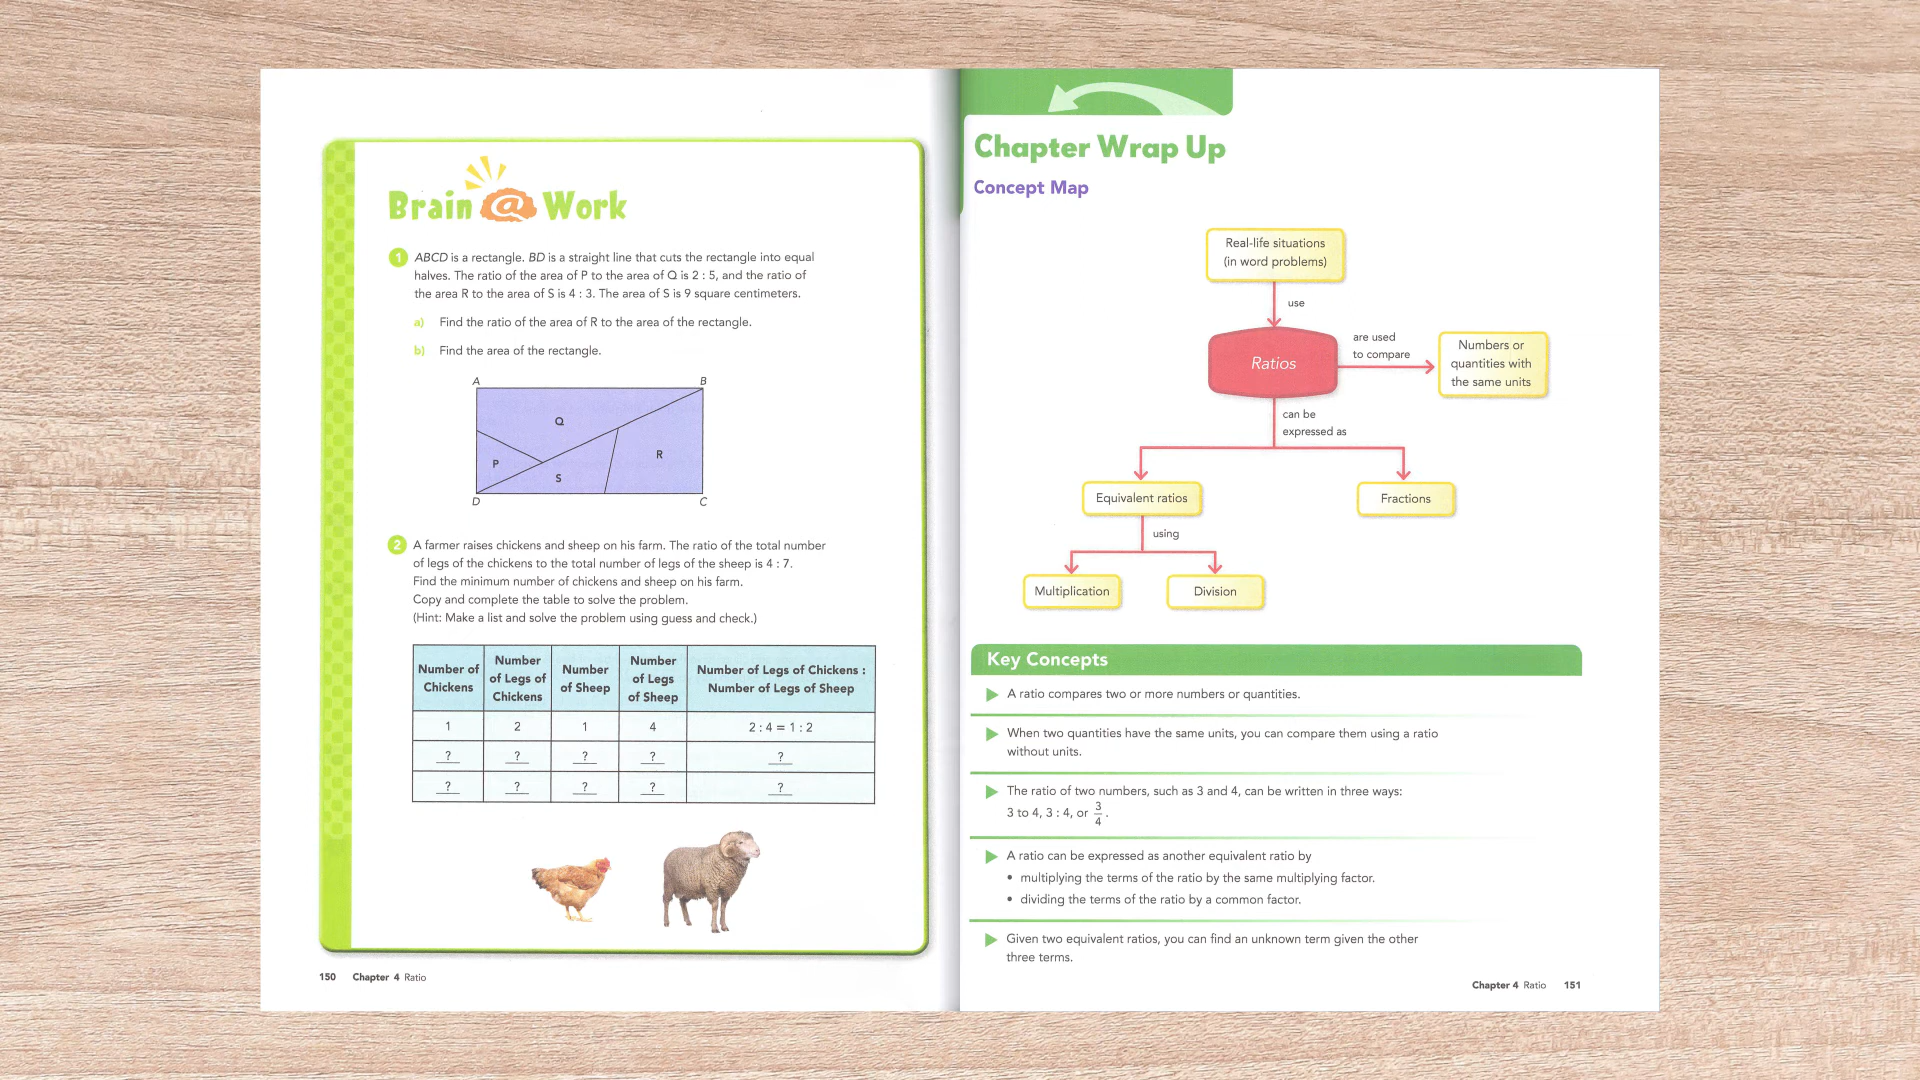 Brain @ Work
1 ABCD is a rectangle. BD is a straight line that cuts the rectangle into equal
halves. The ratio of the area of P to the area of Q is 2 : 5, and the ratio of
the area R to the area of S is 4 : 3. The area of S is 9 square centimeters.
a) Find the ratio of the area of R to the area of the rectangle.
b) Find the area of the rectangle.
A B
Q
R
P
S
D C
2 A farmer raises chickens and sheep on his farm. The ratio of the total number
of legs of the chickens to the total number of legs of the sheep is 4 : 7.
Find the minimum number of chickens and sheep on his farm.
Copy and complete the table to solve the problem.
(Hint: Make a list and solve the problem using guess and check.)
Number of
Chickens
Number
of Legs of
Chickens
Number
of Sheep
Number
of Legs
of Sheep
Number of Legs of Chickens :
Number of Legs of Sheep
1 2 1 4 2 : 4 = 1 : 2
? ? ? ? ?
? ? ? ? ?
150 Chapter 4 Ratio
Chapter Wrap Up
Concept Map
Real-life situations
(in word problems)
use
Ratios
are used
to compare
Numbers or
quantities with
the same units
can be
expressed as
Equivalent ratios
Fractions
using
Multiplication
Division
Key Concepts
A ratio compares two or more numbers or quantities.
When two quantities have the same units, you can compare them using a ratio
without units.
The ratio of two numbers, such as 3 and 4, can be written in three ways:
3 to 4, 3 : 4, or 3/4.
A ratio can be expressed as another equivalent ratio by
• multiplying the terms of the ratio by the same multiplying factor.
• dividing the terms of the ratio by a common factor.
Given two equivalent ratios, you can find an unknown term given the other
three terms.
Chapter 4 Ratio 151